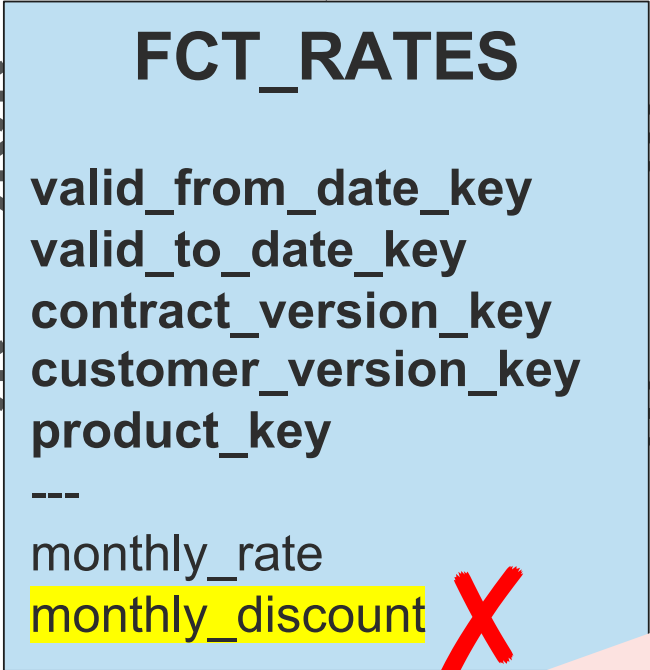 FCT_RATES
valid_from_date_key
valid_to_date_key
contract_version_key
customer_version_key
product_key
---
monthly_rate
monthly_discount